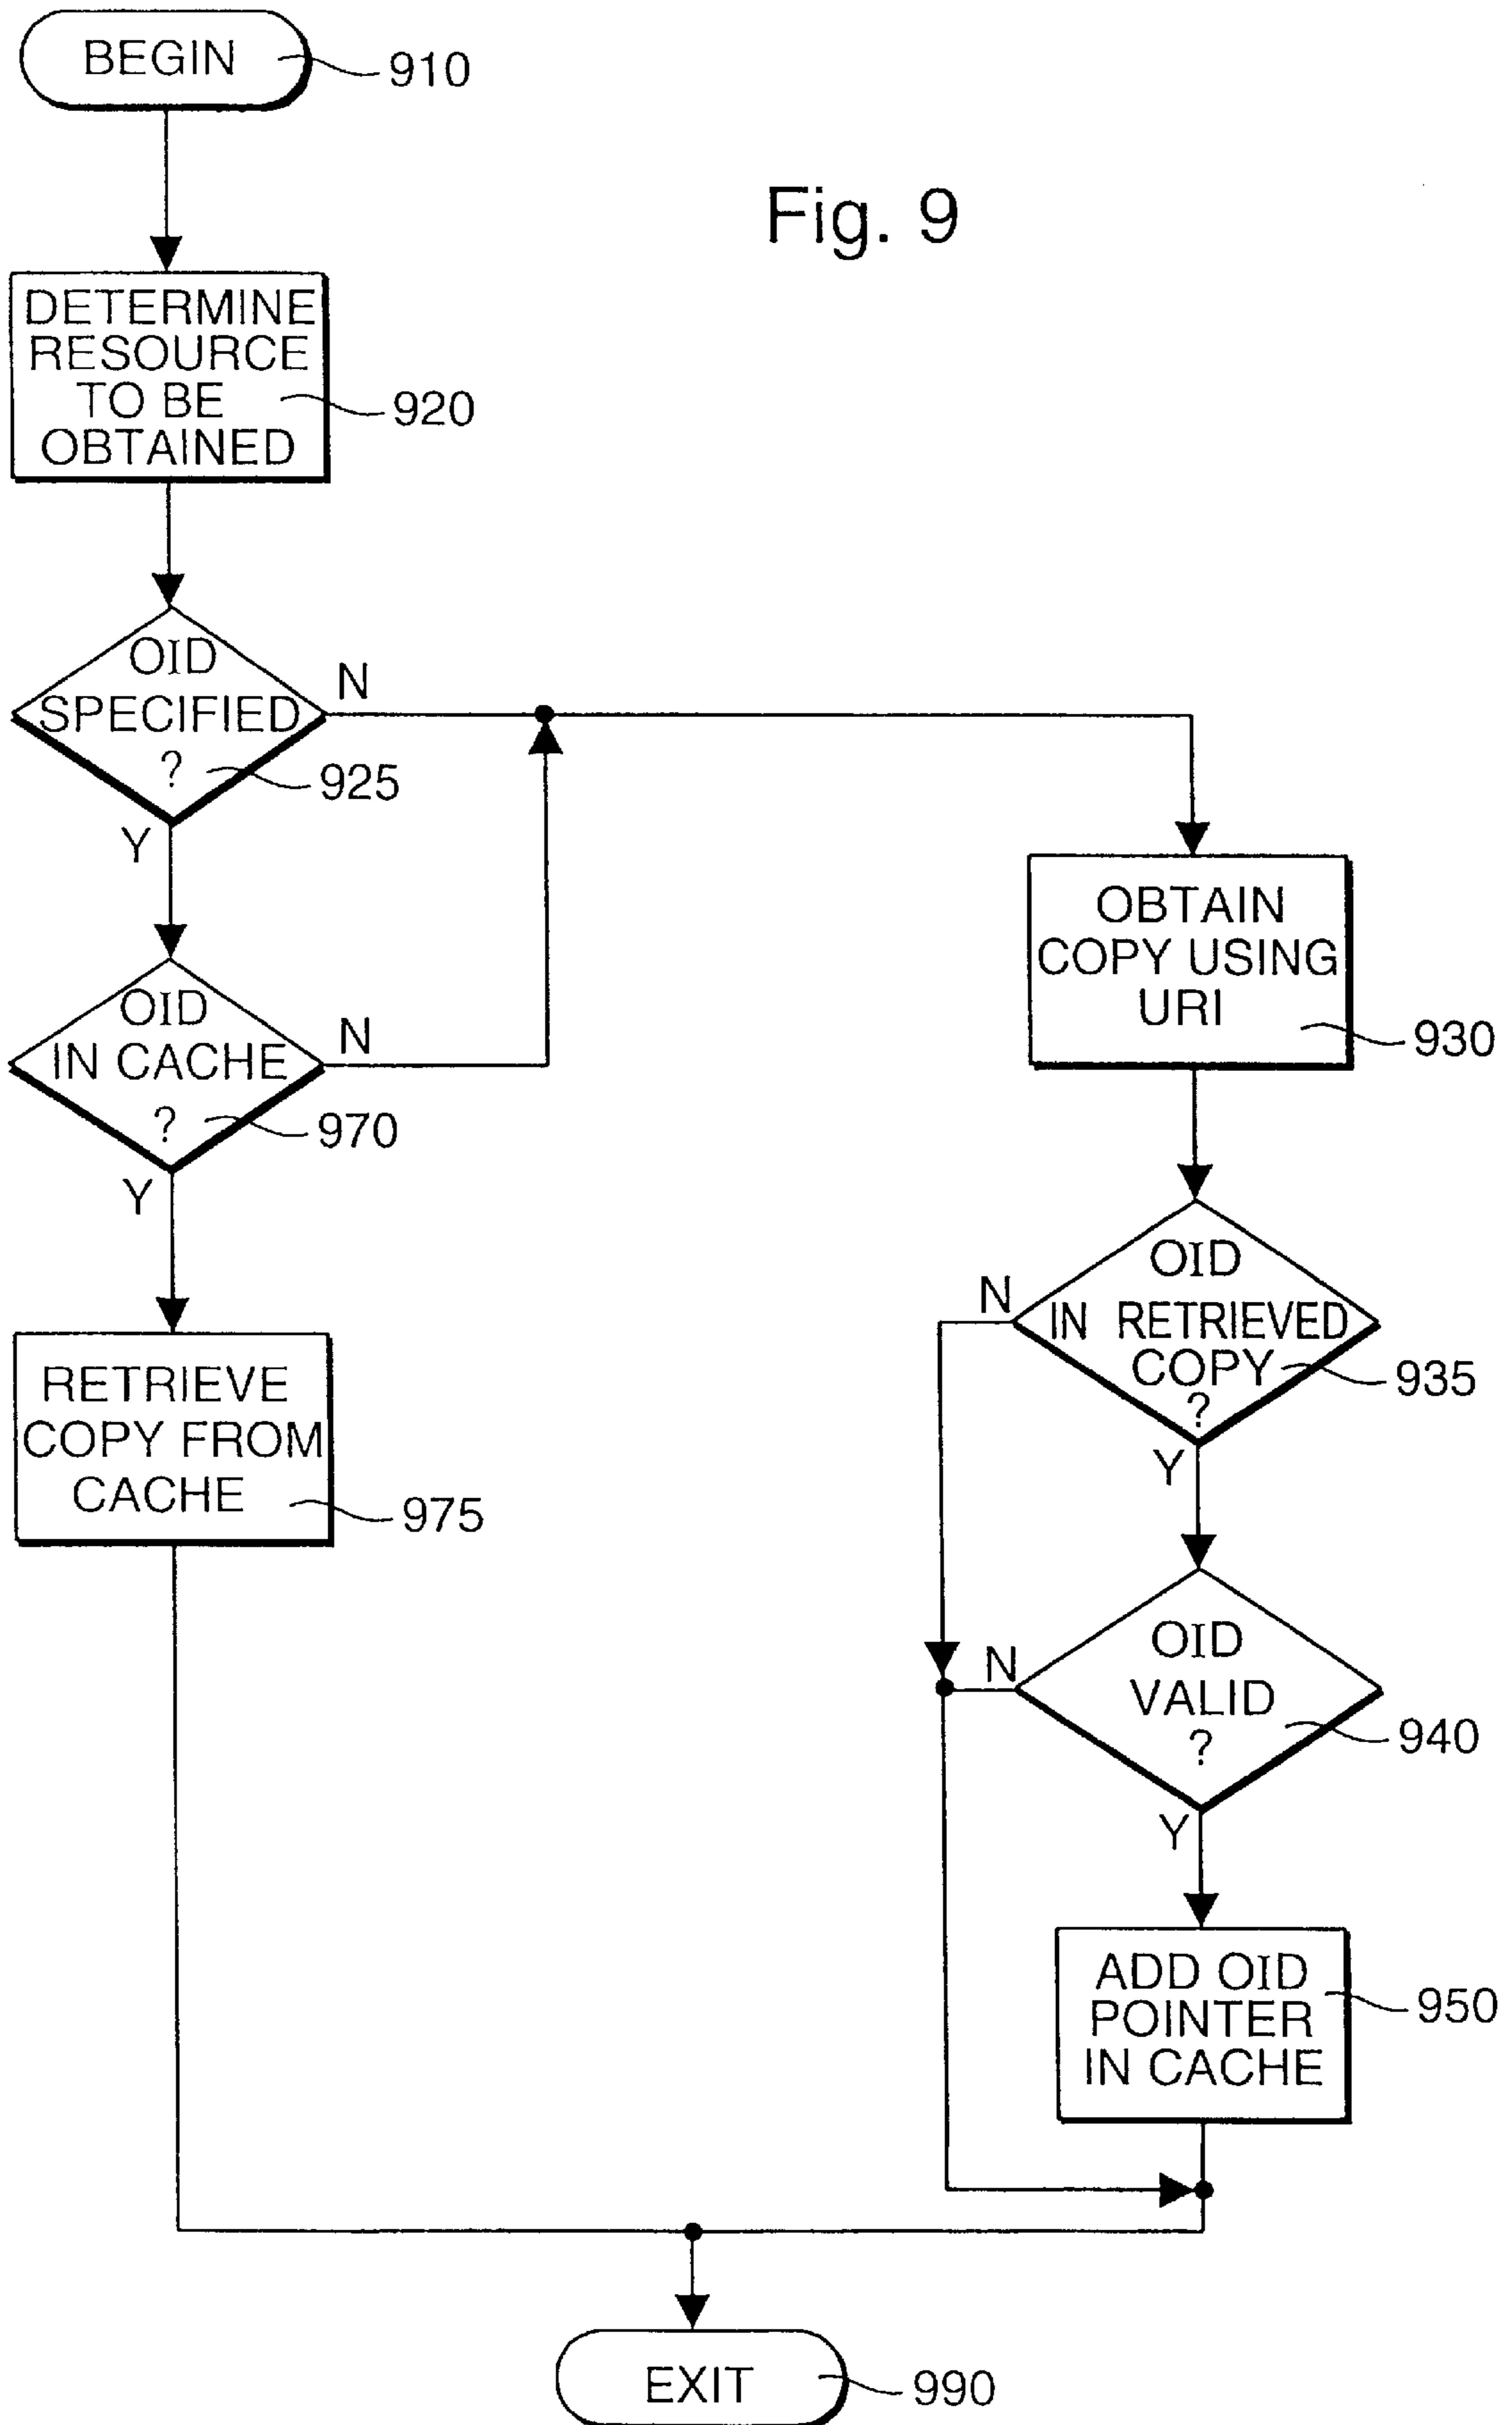 BEGIN
910
Fig. 9
DETERMINE
RESOURCE
TO BE
OBTAINED
920
OID
SPECIFIED
?
925
N
Y
OID
IN CACHE
?
970
N
Y
RETRIEVE
COPY FROM
CACHE
975
OBTAIN
COPY USING
URI
930
OID
IN RETRIEVED
COPY
?
935
N
Y
OID
VALID
?
940
N
Y
ADD OID
POINTER
IN CACHE
950
EXIT
990